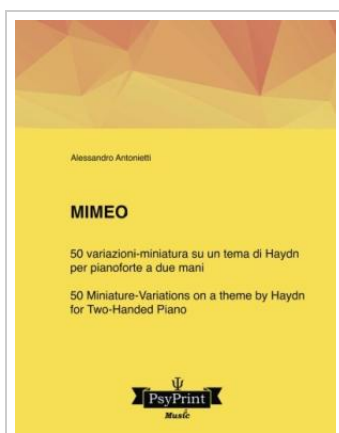 Alessandro Antonietti
MIMEO
50 variazioni-miniatura su un tema di Haydn
per pianoforte a due mani
50 Miniature-Variations on a theme by Haydn
for Two-Handed Piano
Ψ
PsyPrint
Music